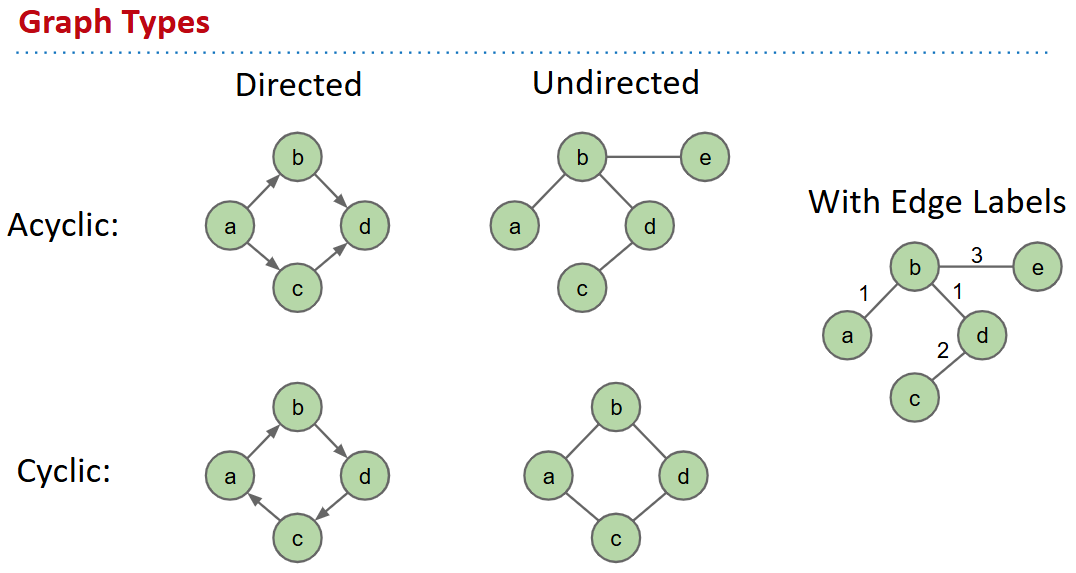 Graph Types
Directed
Undirected
Acyclic:
b
a
d
c
b
e
a
d
c
With Edge Labels
b
3
e
1
1
a
d
2
c
Cyclic:
b
a
d
c
b
a
d
c